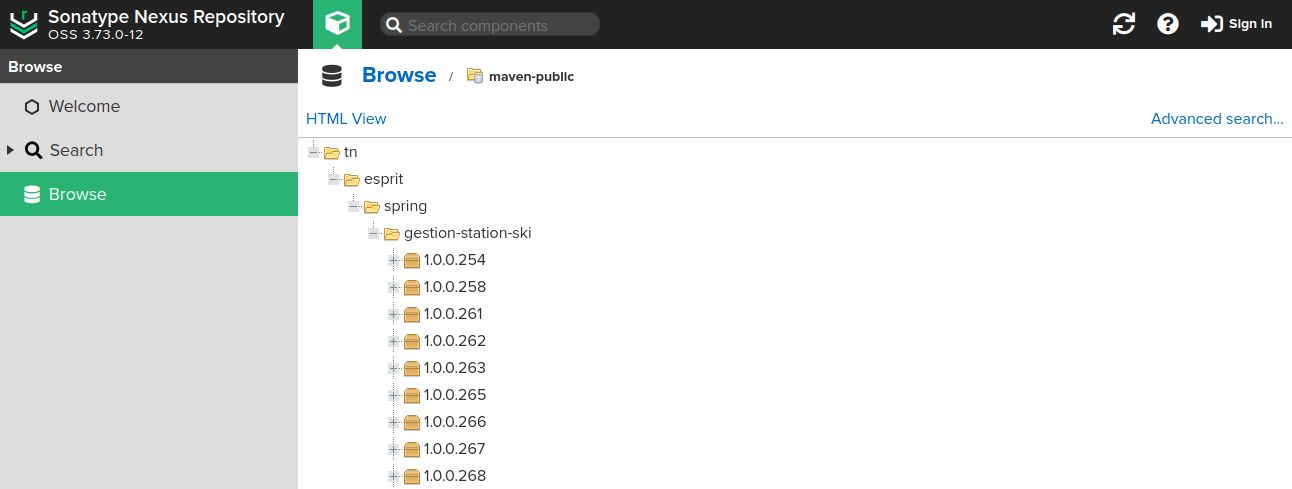 Sonatype Nexus Repository
OSS 3.73.0-12
Search components
Sign In
Browse
Welcome
Search
Browse
Browse / maven-public
HTML View
Advanced search...
tn
esprit
spring
gestion-station-ski
1.0.0.254
1.0.0.258
1.0.0.261
1.0.0.262
1.0.0.263
1.0.0.265
1.0.0.266
1.0.0.267
1.0.0.268